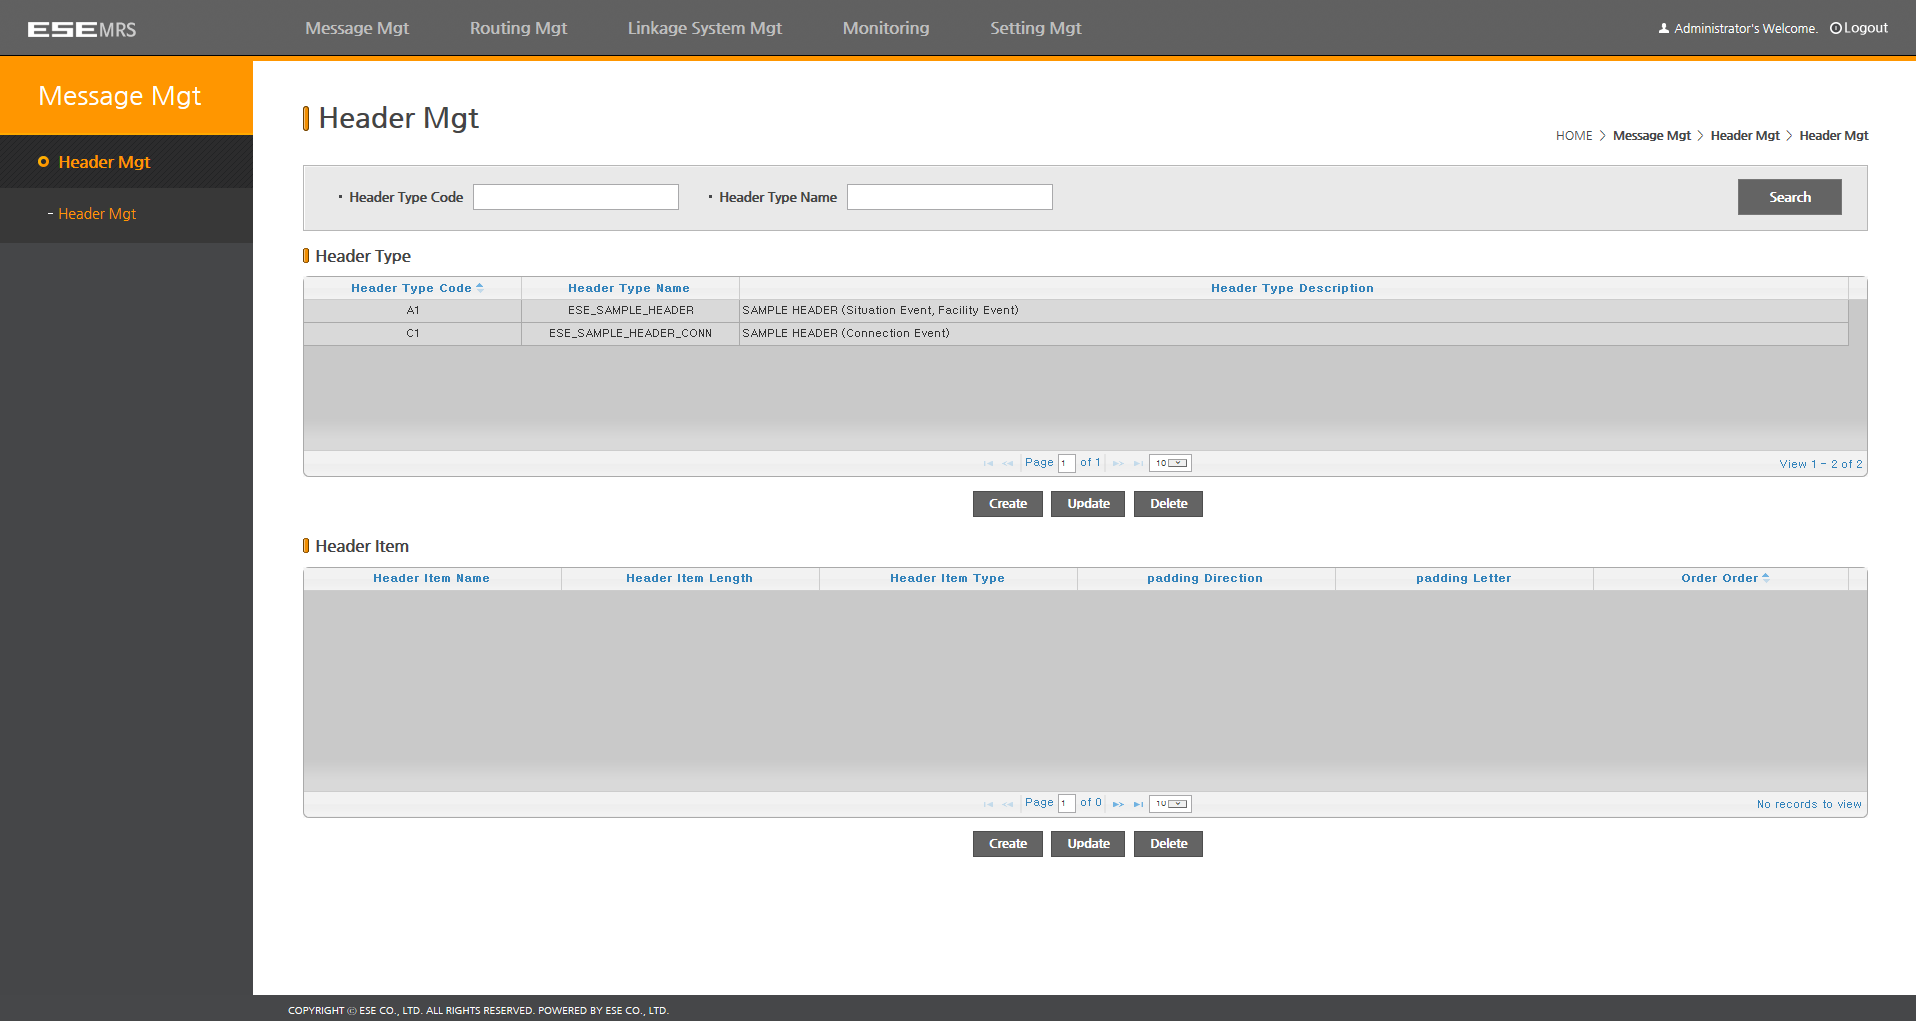 ESE MRS
Message Mgt Routing Mgt Linkage System Mgt Monitoring Setting Mgt
Administrator's Welcome. Logout
Message Mgt
Header Mgt
- Header Mgt
Header Mgt
HOME > Message Mgt > Header Mgt > Header Mgt
· Header Type Code · Header Type Name Search
Header Type
Header Type Code Header Type Name Header Type Description
A1 ESE_SAMPLE_HEADER SAMPLE HEADER (Situation Event, Facility Event)
C1 ESE_SAMPLE_HEADER_CONN SAMPLE HEADER (Connection Event)
Page 1 of 1 10 View 1 - 2 of 2
Create Update Delete
Header Item
Header Item Name Header Item Length Header Item Type padding Direction padding Letter Order Order
Page 1 of 0 10 No records to view
Create Update Delete
COPYRIGHT ⓒ ESE CO., LTD. ALL RIGHTS RESERVED. POWERED BY ESE CO., LTD.